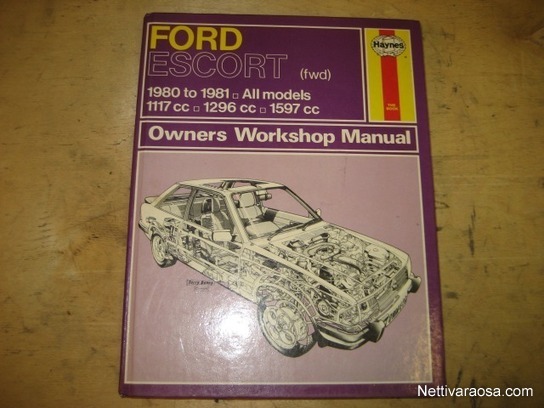 FORD
Haynes
ESCORT (fwd)
1980 to 1981 ▫ All models
1117 cc ▫ 1296 cc ▫ 1597 cc
Owners Workshop Manual
Nettivaraosa.com